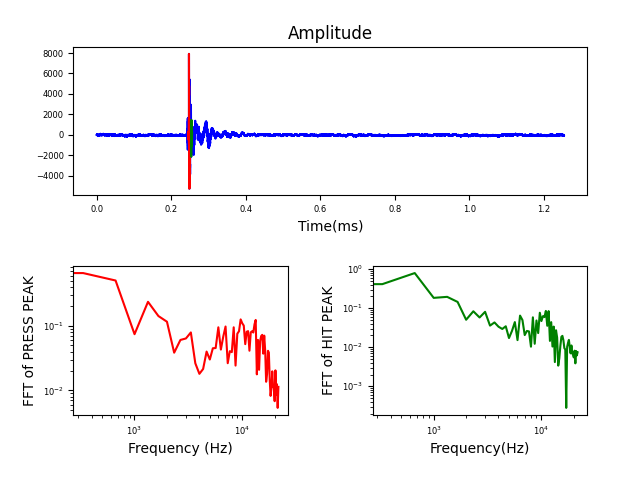 Amplitude
8000
6000
4000
2000
0
−2000
−4000
0.0 0.2 0.4 0.6 0.8 1.0 1.2
Time(ms)
FFT of PRESS PEAK
10⁻¹
10⁻²
10³ 10⁴
Frequency (Hz)
FFT of HIT PEAK
10⁰
10⁻¹
10⁻²
10⁻³
10³ 10⁴
Frequency(Hz)